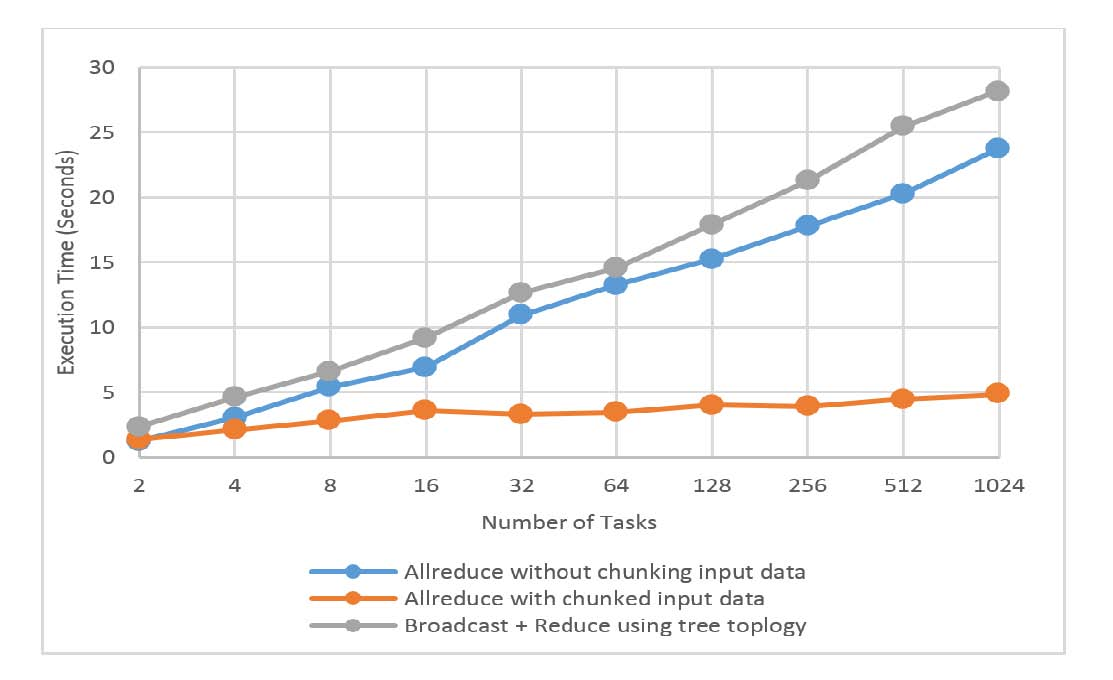 30
25
20
15
10
5
0
Execution Time (Seconds)
2 4 8 16 32 64 128 256 512 1024
Number of Tasks
Allreduce without chunking input data
Allreduce with chunked input data
Broadcast + Reduce using tree toplogy